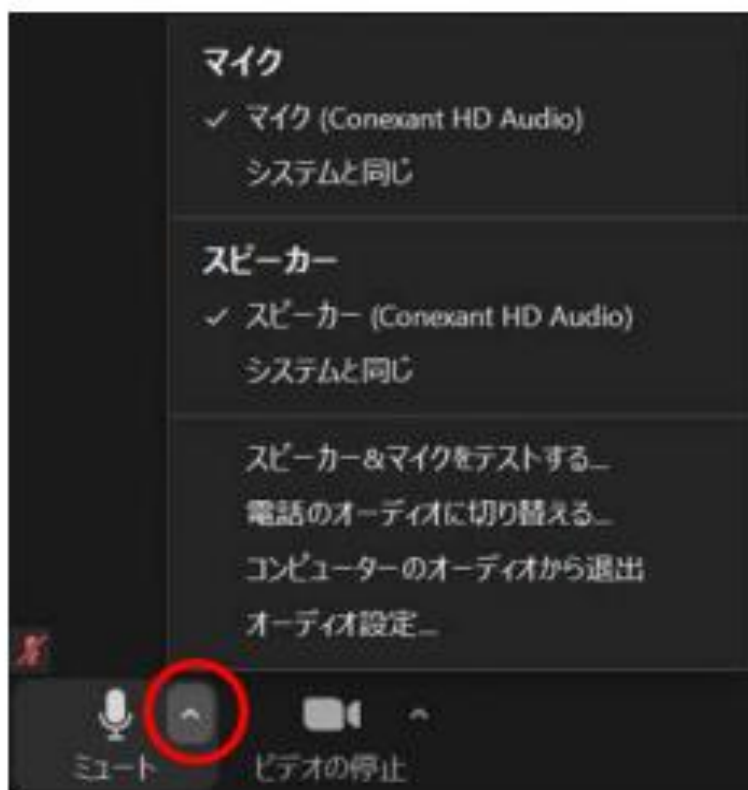 マイク
マイク (Conexant HD Audio)
システムと同じ
スピーカー
スピーカー (Conexant HD Audio)
システムと同じ
スピーカー&マイクをテストする...
電話のオーディオに切り替える...
コンピューターのオーディオから退出
オーディオ設定...
ミュート
ビデオの停止